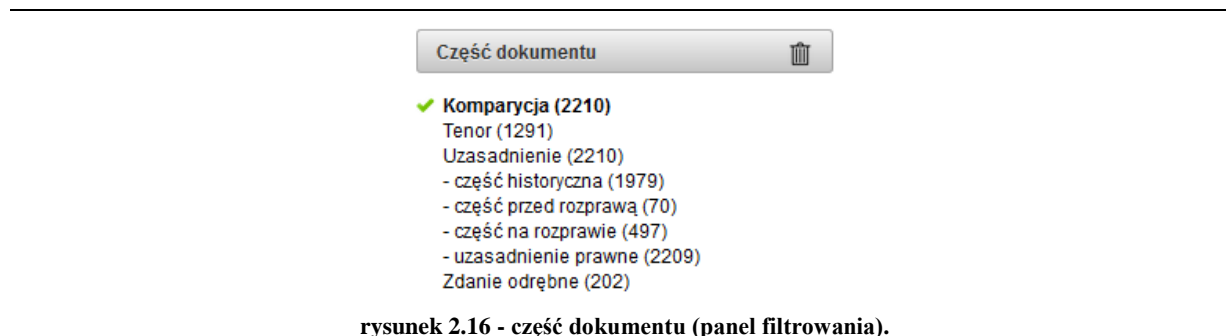 Część dokumentu
Komparycja (2210)
Tenor (1291)
Uzasadnienie (2210)
- część historyczna (1979)
- część przed rozprawą (70)
- część na rozprawie (497)
- uzasadnienie prawne (2209)
Zdanie odrębne (202)
rysunek 2.16 - część dokumentu (panel filtrowania).